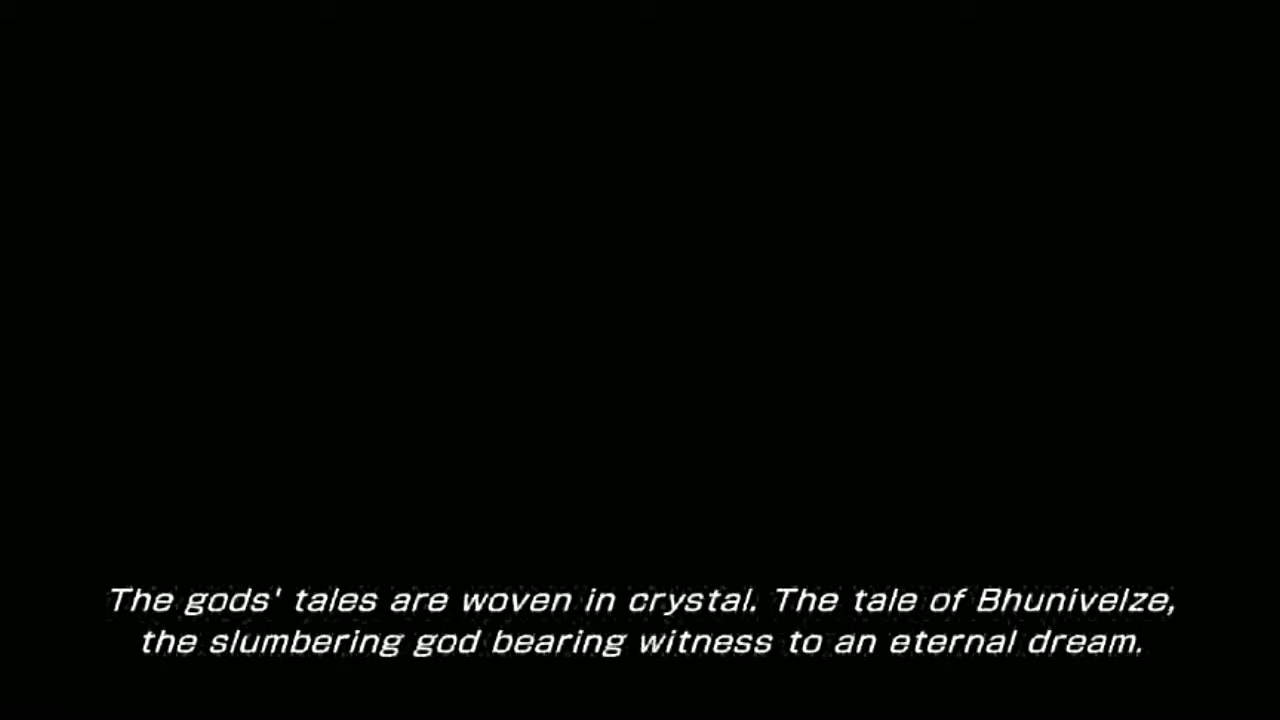 The gods' tales are woven in crystal. The tale of Bhunivelze,
the slumbering god bearing witness to an eternal dream.